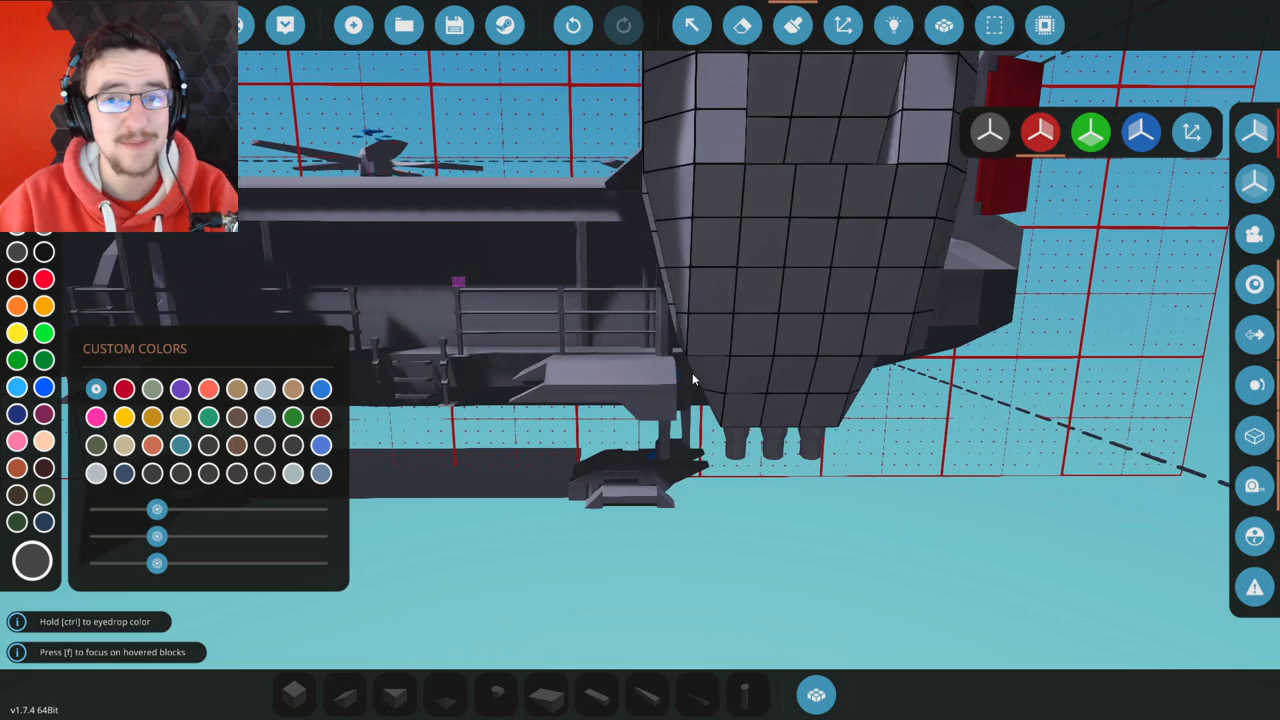 CUSTOM COLORS
Hold [ctrl] to eyedrop color
Press [f] to focus on hovered blocks
v1.7.4 64Bit